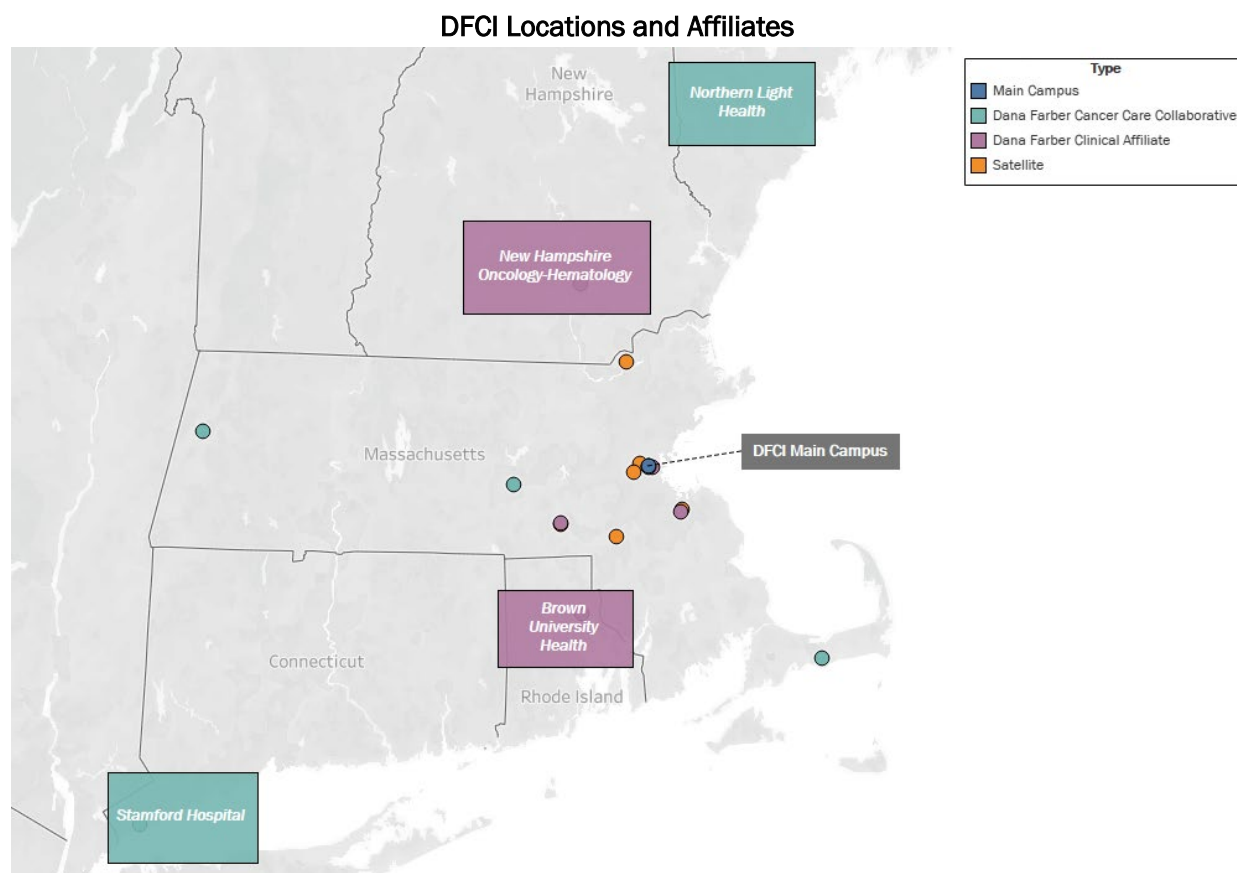 DFCI Locations and Affiliates
New
Hampshire
Northern Light
Health
Type
Main Campus
Dana Farber Cancer Care Collaborative
Dana Farber Clinical Affiliate
Satellite
New Hampshire
Oncology-Hematology
Massachusetts
DFCI Main Campus
Brown
University
Health
Connecticut
Rhode Island
Stamford Hospital